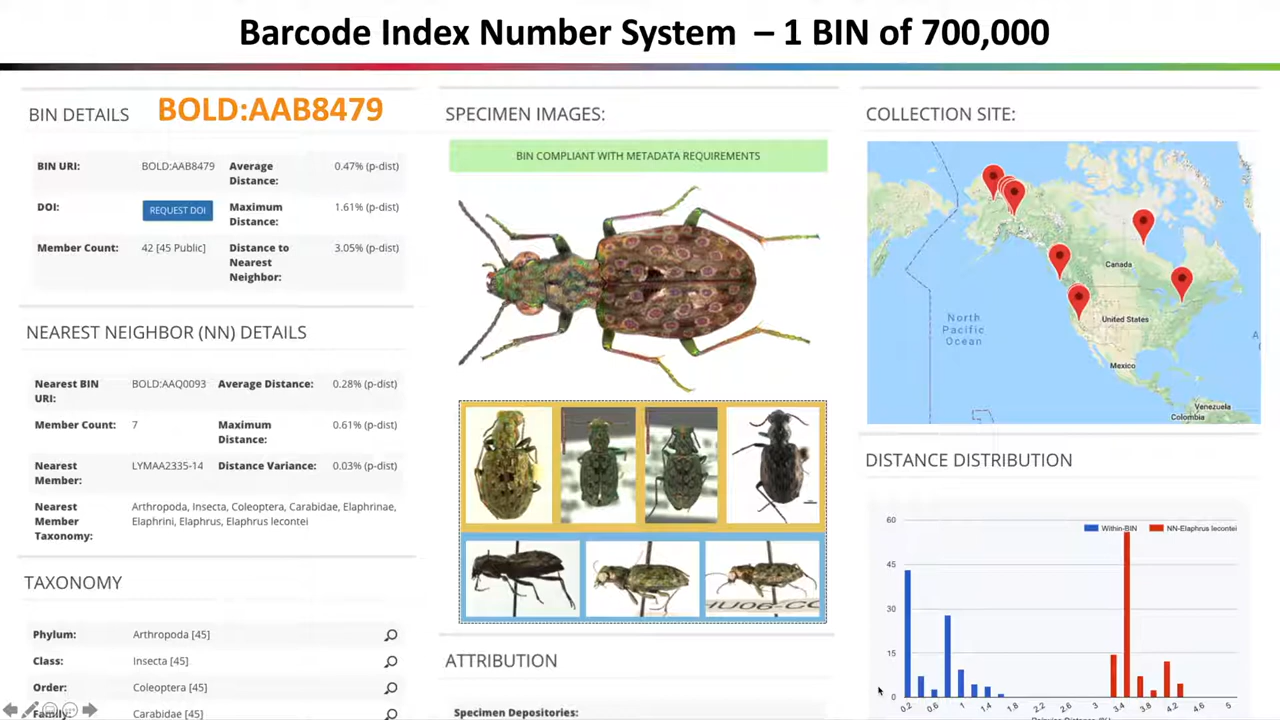 Barcode Index Number System – 1 BIN of 700,000
BIN DETAILS BOLD:AAB8479
BIN URI: BOLD:AAB8479 Average Distance: 0.47% (p-dist)
DOI: REQUEST DOI Maximum Distance: 1.61% (p-dist)
Member Count: 42 [45 Public] Distance to Nearest Neighbor: 3.05% (p-dist)
NEAREST NEIGHBOR (NN) DETAILS
Nearest BIN URI: BOLD:AAQ0093 Average Distance: 0.28% (p-dist)
Member Count: 7 Maximum Distance: 0.61% (p-dist)
Nearest Member: LYMAA2335-14 Distance Variance: 0.03% (p-dist)
Nearest Member Taxonomy: Arthropoda, Insecta, Coleoptera, Carabidae, Elaphrinae, Elaphrini, Elaphrus, Elaphrus lecontei
TAXONOMY
Phylum: Arthropoda [45]
Class: Insecta [45]
Order: Coleoptera [45]
Family: Carabidae [45]
SPECIMEN IMAGES:
BIN COMPLIANT WITH METADATA REQUIREMENTS
HU06-CC
ATTRIBUTION
Specimen Depositories:
COLLECTION SITE:
Canada
North
Pacific
Ocean
United States
Mexico
Venezuela
Colombia
DISTANCE DISTRIBUTION
Within-BIN NN-Elaphrus lecontei
60
45
30
15
0
0.2 0.6 1 1.4 1.8 2.2 2.6 3 3.4 3.8 4.2 4.6 5